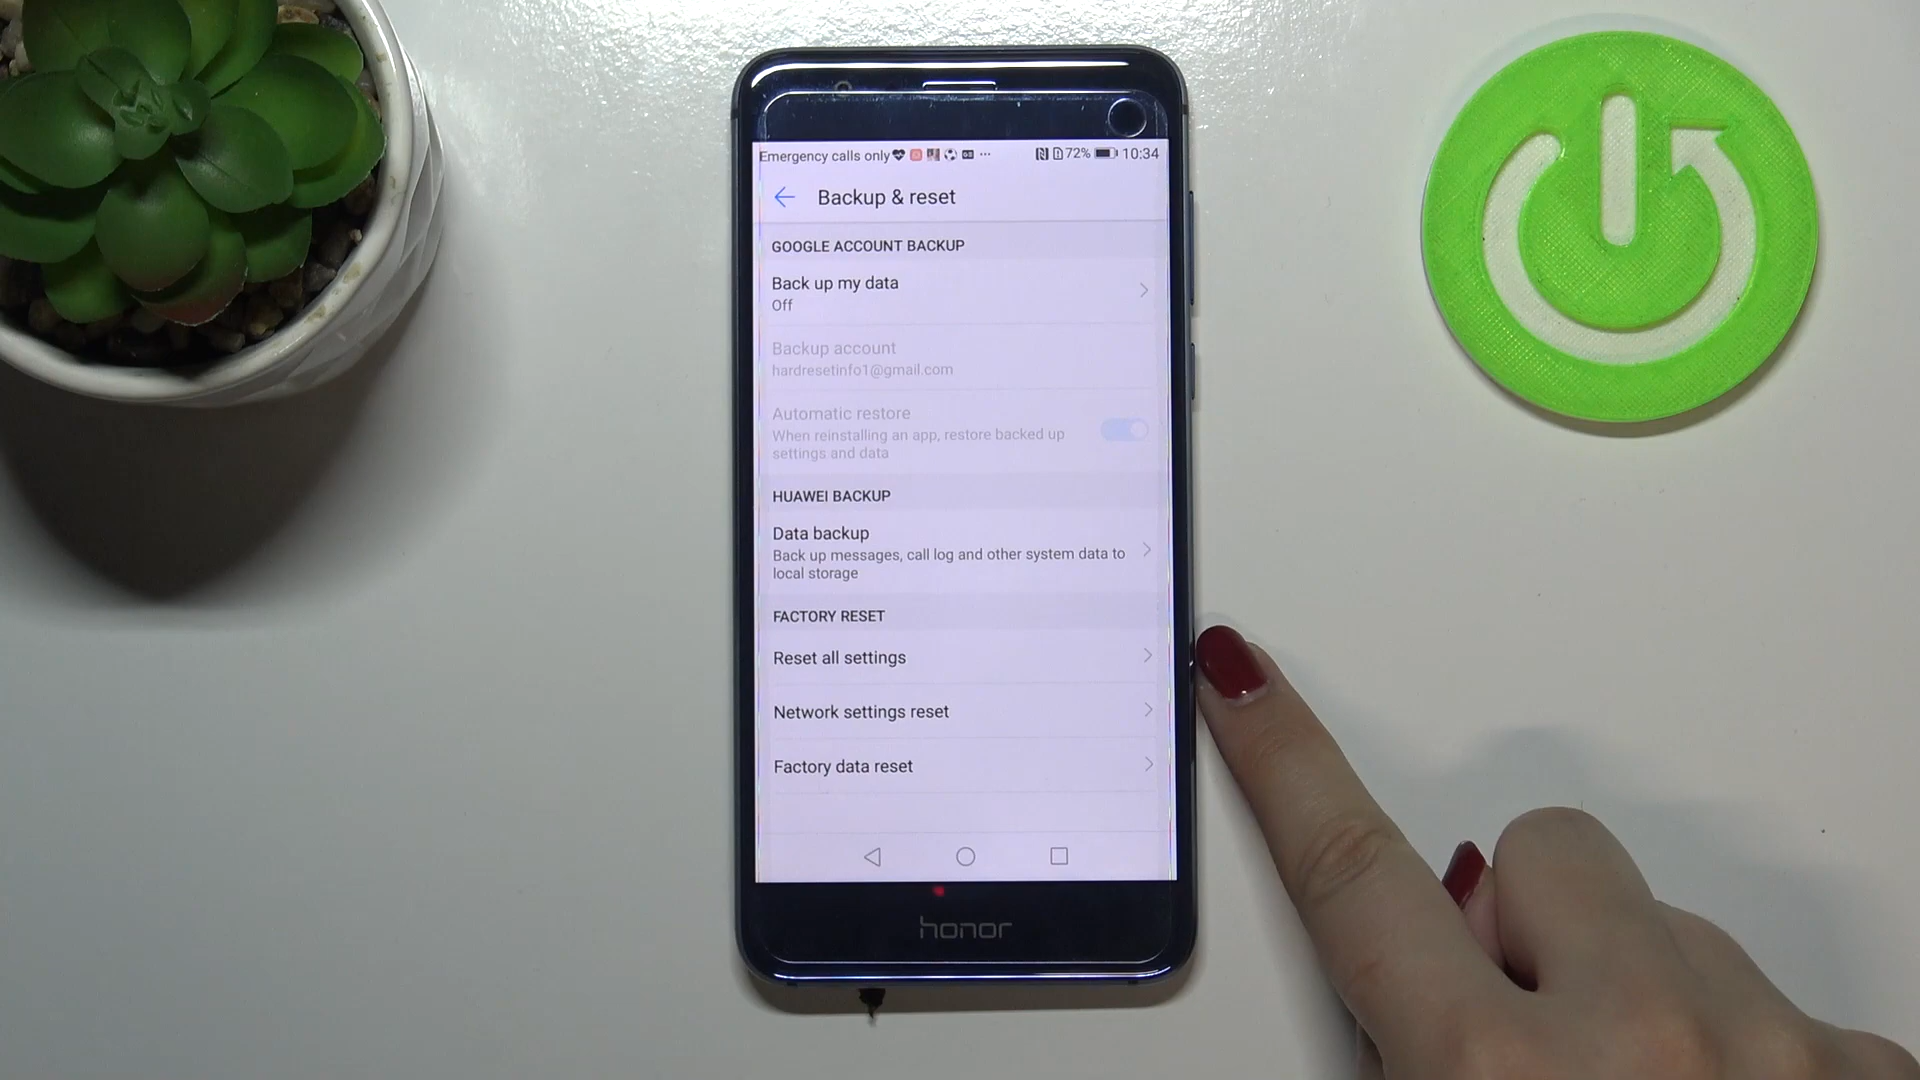 Emergency calls only ... 72% 10:34
Backup & reset
GOOGLE ACCOUNT BACKUP
Back up my data
Off
Backup account
hardresetinfo1@gmail.com
Automatic restore
When reinstalling an app, restore backed up
settings and data
HUAWEI BACKUP
Data backup
Back up messages, call log and other system data to
local storage
FACTORY RESET
Reset all settings
Network settings reset
Factory data reset
honor